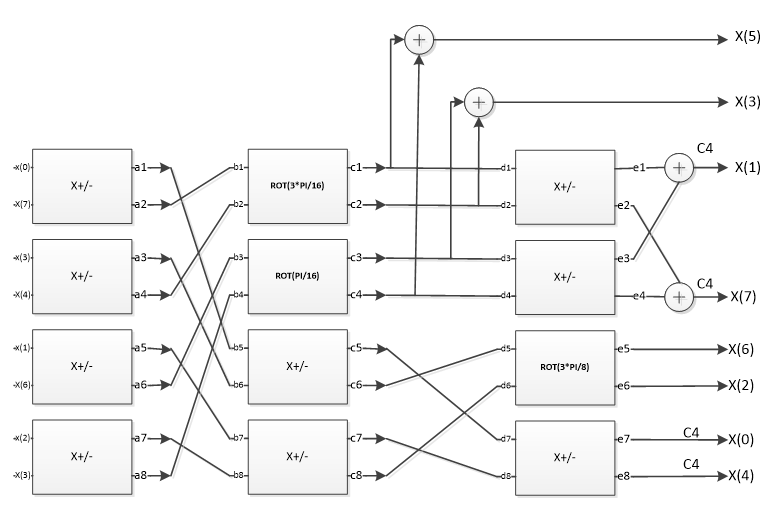 X(5)
X(3)
-X(0) X+/- a1 b1 ROT(3*PI/16) c1 d1 X+/- e1 C4 X(1)
-X(7) a2 b2 c2 d2 e2
-X(3) X+/- a3 b3 ROT(PI/16) c3 d3 X+/- e3
-X(4) a4 b4 c4 d4 e4 C4 X(7)
-X(1) X+/- a5 b5 X+/- c5 d5 ROT(3*PI/8) e5 X(6)
-X(6) a6 b6 c6 d6 e6 X(2)
-X(2) X+/- a7 b7 X+/- c7 d7 X+/- e7 C4 X(0)
-X(3) a8 b8 c8 d8 e8 C4 X(4)